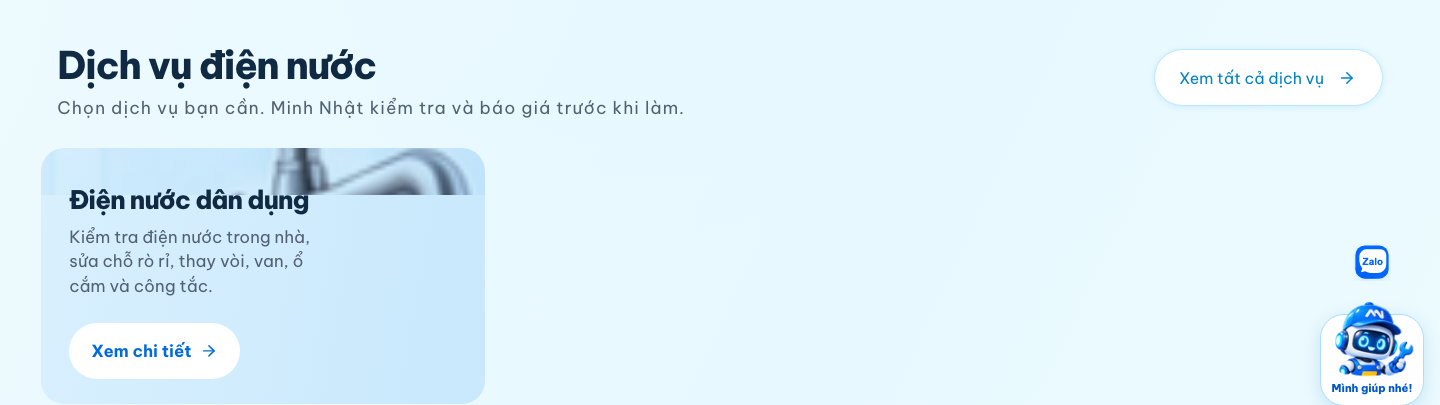 Dịch vụ điện nước
Chọn dịch vụ bạn cần. Minh Nhật kiểm tra và báo giá trước khi làm.
Xem tất cả dịch vụ
Điện nước dân dụng
Kiểm tra điện nước trong nhà,
sửa chỗ rò rỉ, thay vòi, van, ổ
cắm và công tắc.
Xem chi tiết
Zalo
Mình giúp nhé!